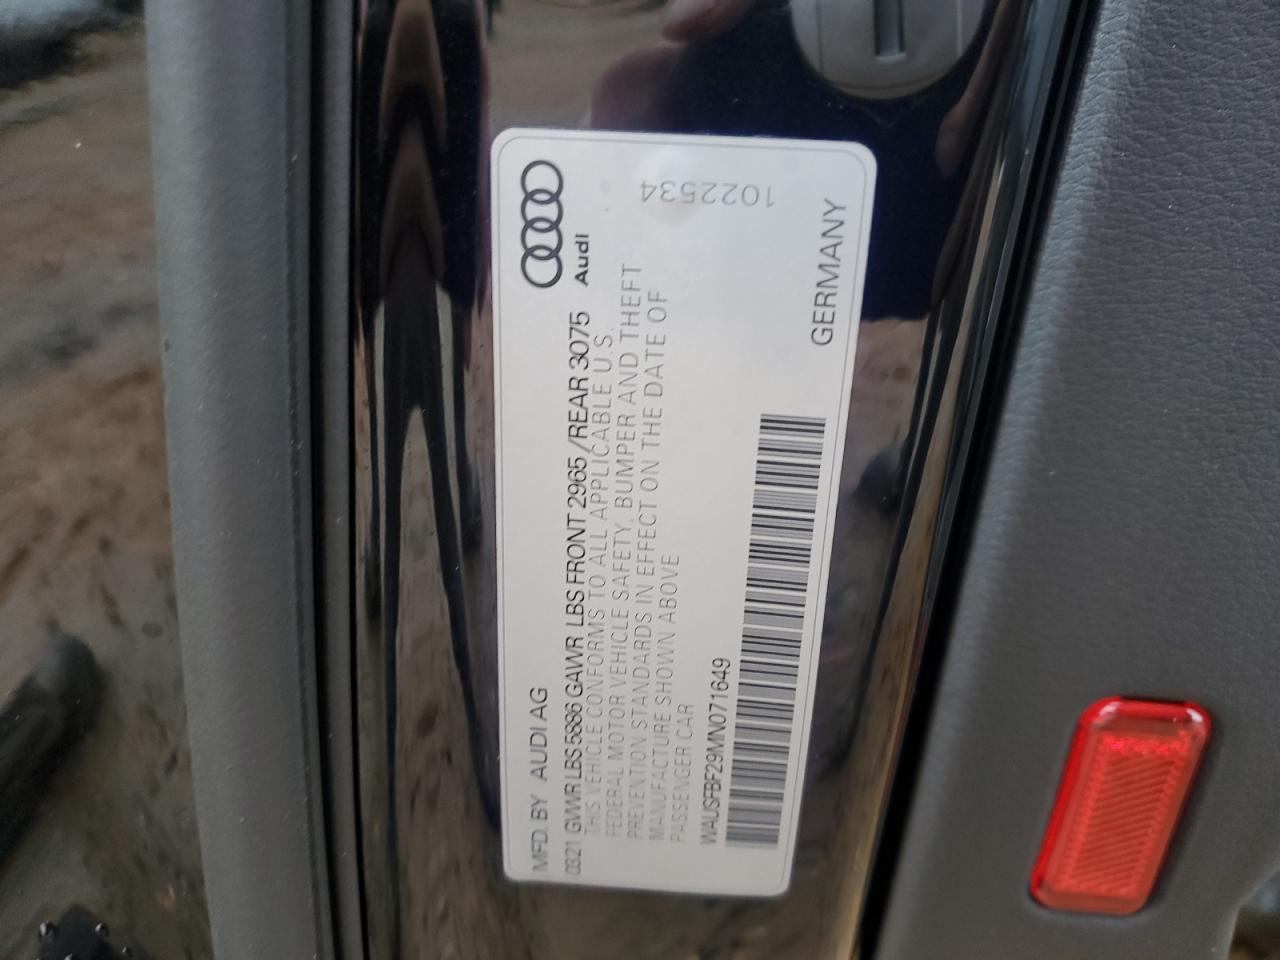 MFD. BY AUDI AG
0321 GVWR LBS 5886 GAWR LBS FRONT 2965 /REAR 3075
THIS VEHICLE CONFORMS TO ALL APPLICABLE U.S.
FEDERAL MOTOR VEHICLE SAFETY, BUMPER AND THEFT
PREVENTION STANDARDS IN EFFECT ON THE DATE OF
MANUFACTURE SHOWN ABOVE
PASSENGER CAR
WAUSFBF29MN071649
Audi
1022534
GERMANY